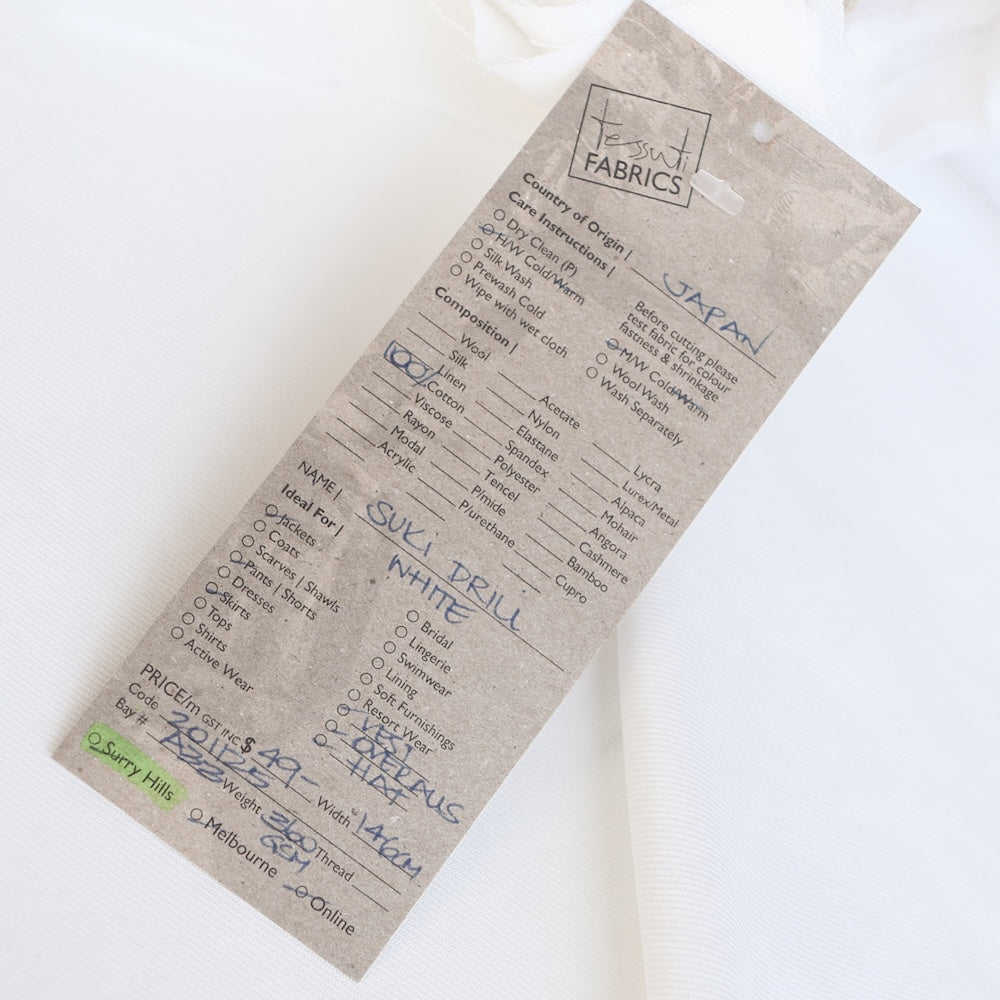 tessuti
FABRICS
Country of Origin | JAPAN
Care Instructions |
Dry Clean (P)
H/W Cold/Warm
Silk Wash
Prewash Cold
Wipe with wet cloth
Before cutting please
test fabric for colour
fastness & shrinkage
M/W Cold/Warm
Wool Wash
Wash Separately
Composition |
Wool
Silk
Linen
100% Cotton
Viscose
Rayon
Modal
Acrylic
Acetate
Nylon
Elastane
Spandex
Polyester
Tencel
P/mide
P/urethane
Lycra
Lurex/Metal
Alpaca
Mohair
Angora
Cashmere
Bamboo
Cupro
NAME | SUKI DRILL
WHITE
Ideal For |
Jackets
Coats
Scarves | Shawls
Pants | Shorts
Dresses
Skirts
Tops
Shirts
Active Wear
Bridal
Lingerie
Swimwear
Lining
Soft Furnishings
Resort Wear
VEST
OVERALLS
HAT
PRICE/m GST INC $ 49- Width 146CM
Code 201125 Weight 360 GSM Thread
Bay #
Surry Hills
Melbourne
Online